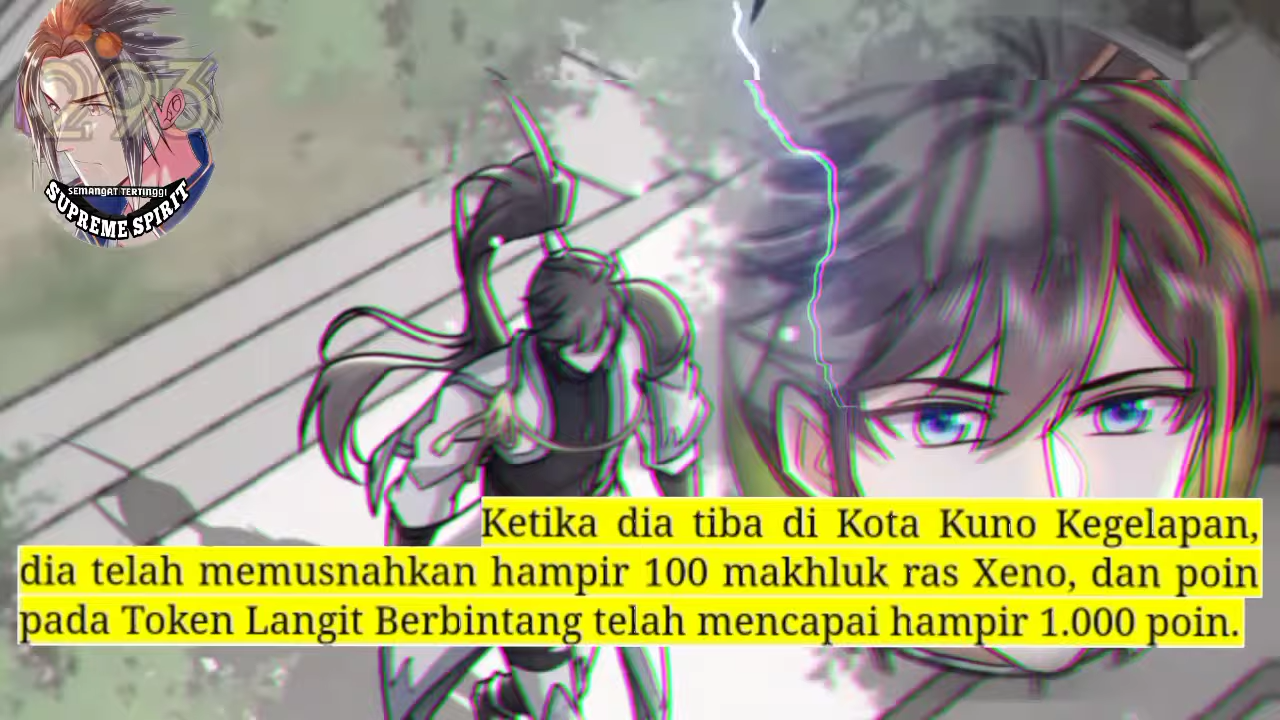 293
SEMANGAT TERTINGGI
SUPREME SPIRIT
Ketika dia tiba di Kota Kuno Kegelapan,
dia telah memusnahkan hampir 100 makhluk ras Xeno, dan poin
pada Token Langit Berbintang telah mencapai hampir 1.000 poin.